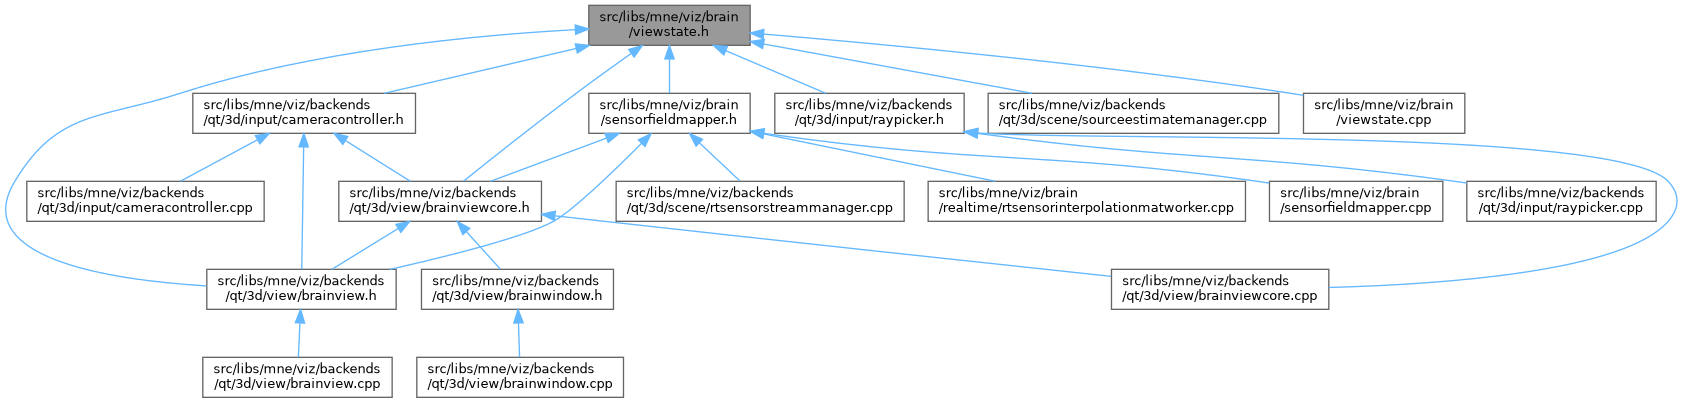 src/libs/mne/viz/brain
/viewstate.h
src/libs/mne/viz/backends
/qt/3d/input/cameracontroller.h
src/libs/mne/viz/brain
/sensorfieldmapper.h
src/libs/mne/viz/backends
/qt/3d/input/raypicker.h
src/libs/mne/viz/backends
/qt/3d/scene/sourceestimatemanager.cpp
src/libs/mne/viz/brain
/viewstate.cpp
src/libs/mne/viz/backends
/qt/3d/input/cameracontroller.cpp
src/libs/mne/viz/backends
/qt/3d/view/brainviewcore.h
src/libs/mne/viz/backends
/qt/3d/scene/rtsensorstreammanager.cpp
src/libs/mne/viz/brain
/realtime/rtsensorinterpolationmatworker.cpp
src/libs/mne/viz/brain
/sensorfieldmapper.cpp
src/libs/mne/viz/backends
/qt/3d/input/raypicker.cpp
src/libs/mne/viz/backends
/qt/3d/view/brainview.h
src/libs/mne/viz/backends
/qt/3d/view/brainwindow.h
src/libs/mne/viz/backends
/qt/3d/view/brainviewcore.cpp
src/libs/mne/viz/backends
/qt/3d/view/brainview.cpp
src/libs/mne/viz/backends
/qt/3d/view/brainwindow.cpp